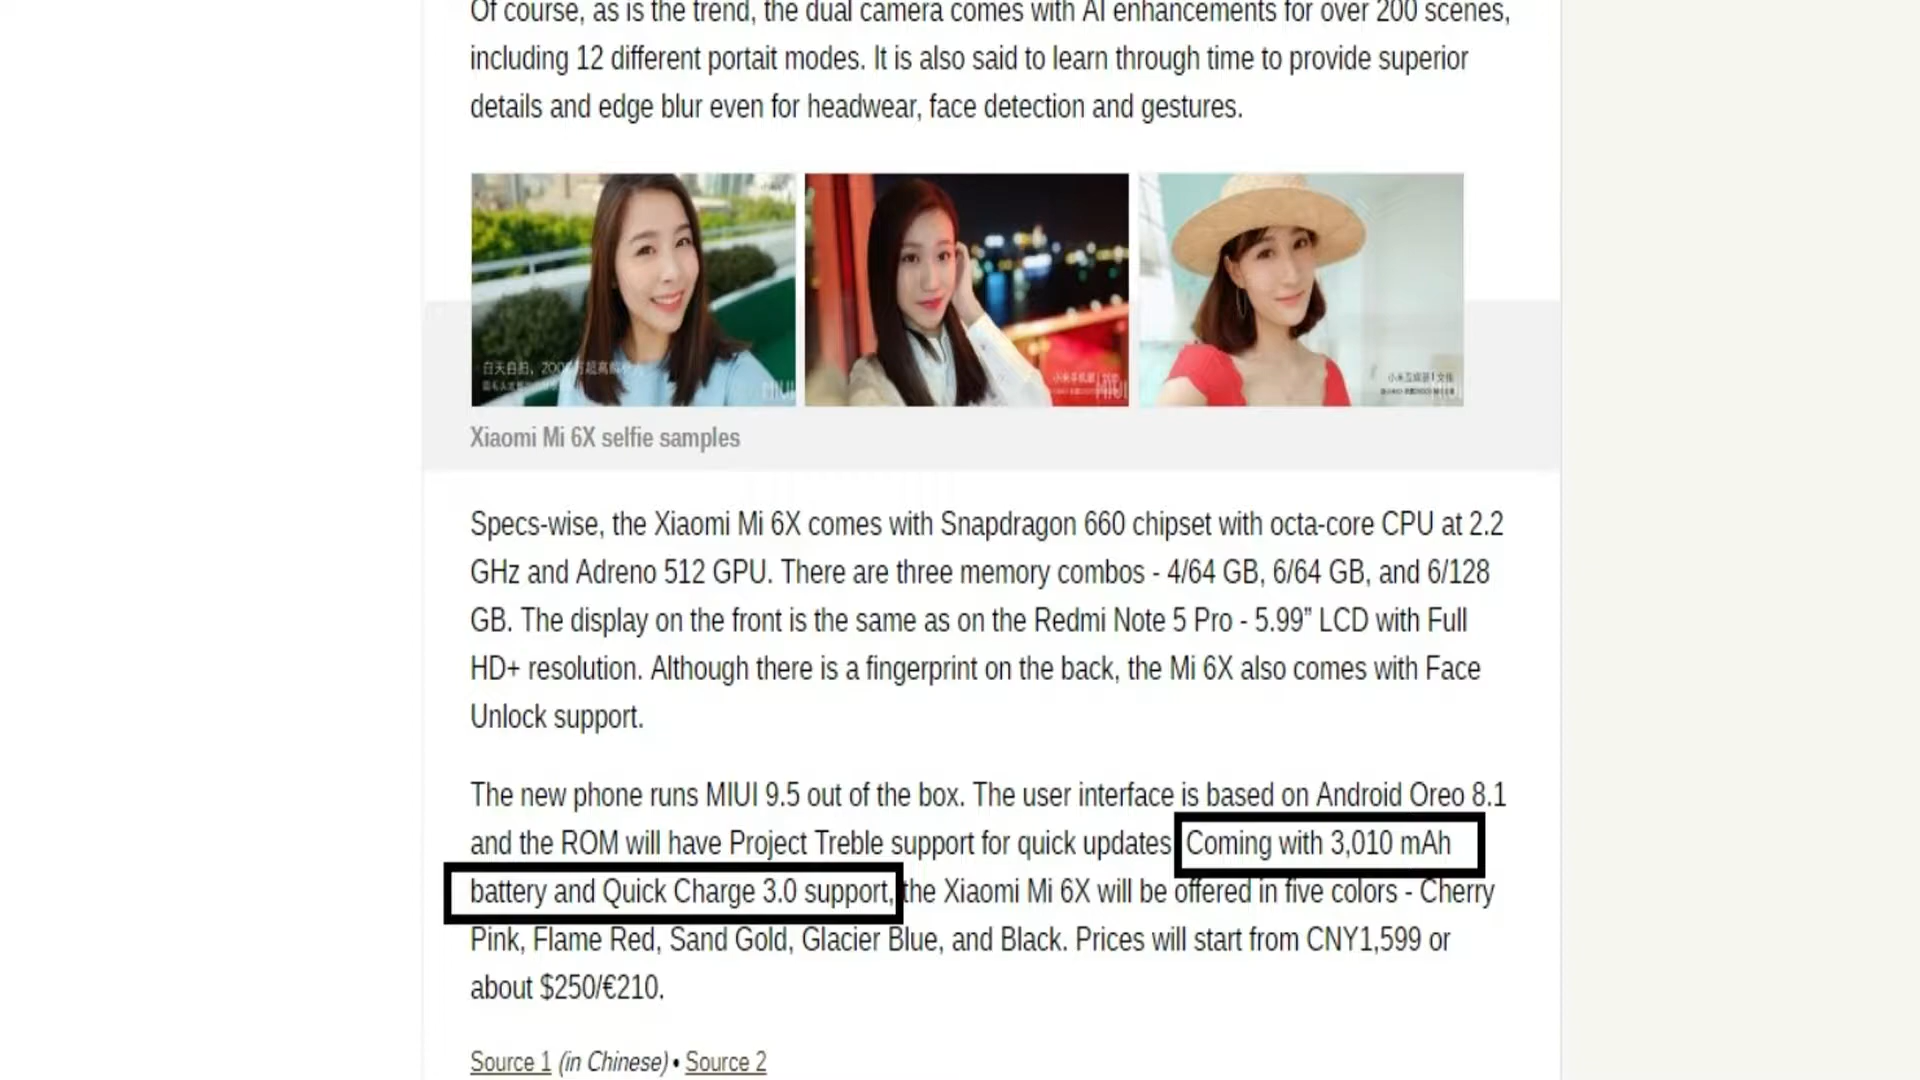 Of course, as is the trend, the dual camera comes with AI enhancements for over 200 scenes,
including 12 different portait modes. It is also said to learn through time to provide superior
details and edge blur even for headwear, face detection and gestures.
白天自拍，200
MIUI
MIUI
Xiaomi Mi 6X selfie samples
Specs-wise, the Xiaomi Mi 6X comes with Snapdragon 660 chipset with octa-core CPU at 2.2
GHz and Adreno 512 GPU. There are three memory combos - 4/64 GB, 6/64 GB, and 6/128
GB. The display on the front is the same as on the Redmi Note 5 Pro - 5.99” LCD with Full
HD+ resolution. Although there is a fingerprint on the back, the Mi 6X also comes with Face
Unlock support.
The new phone runs MIUI 9.5 out of the box. The user interface is based on Android Oreo 8.1
and the ROM will have Project Treble support for quick updates Coming with 3,010 mAh
battery and Quick Charge 3.0 support, the Xiaomi Mi 6X will be offered in five colors - Cherry
Pink, Flame Red, Sand Gold, Glacier Blue, and Black. Prices will start from CNY1,599 or
about $250/€210.
Source 1 (in Chinese) • Source 2